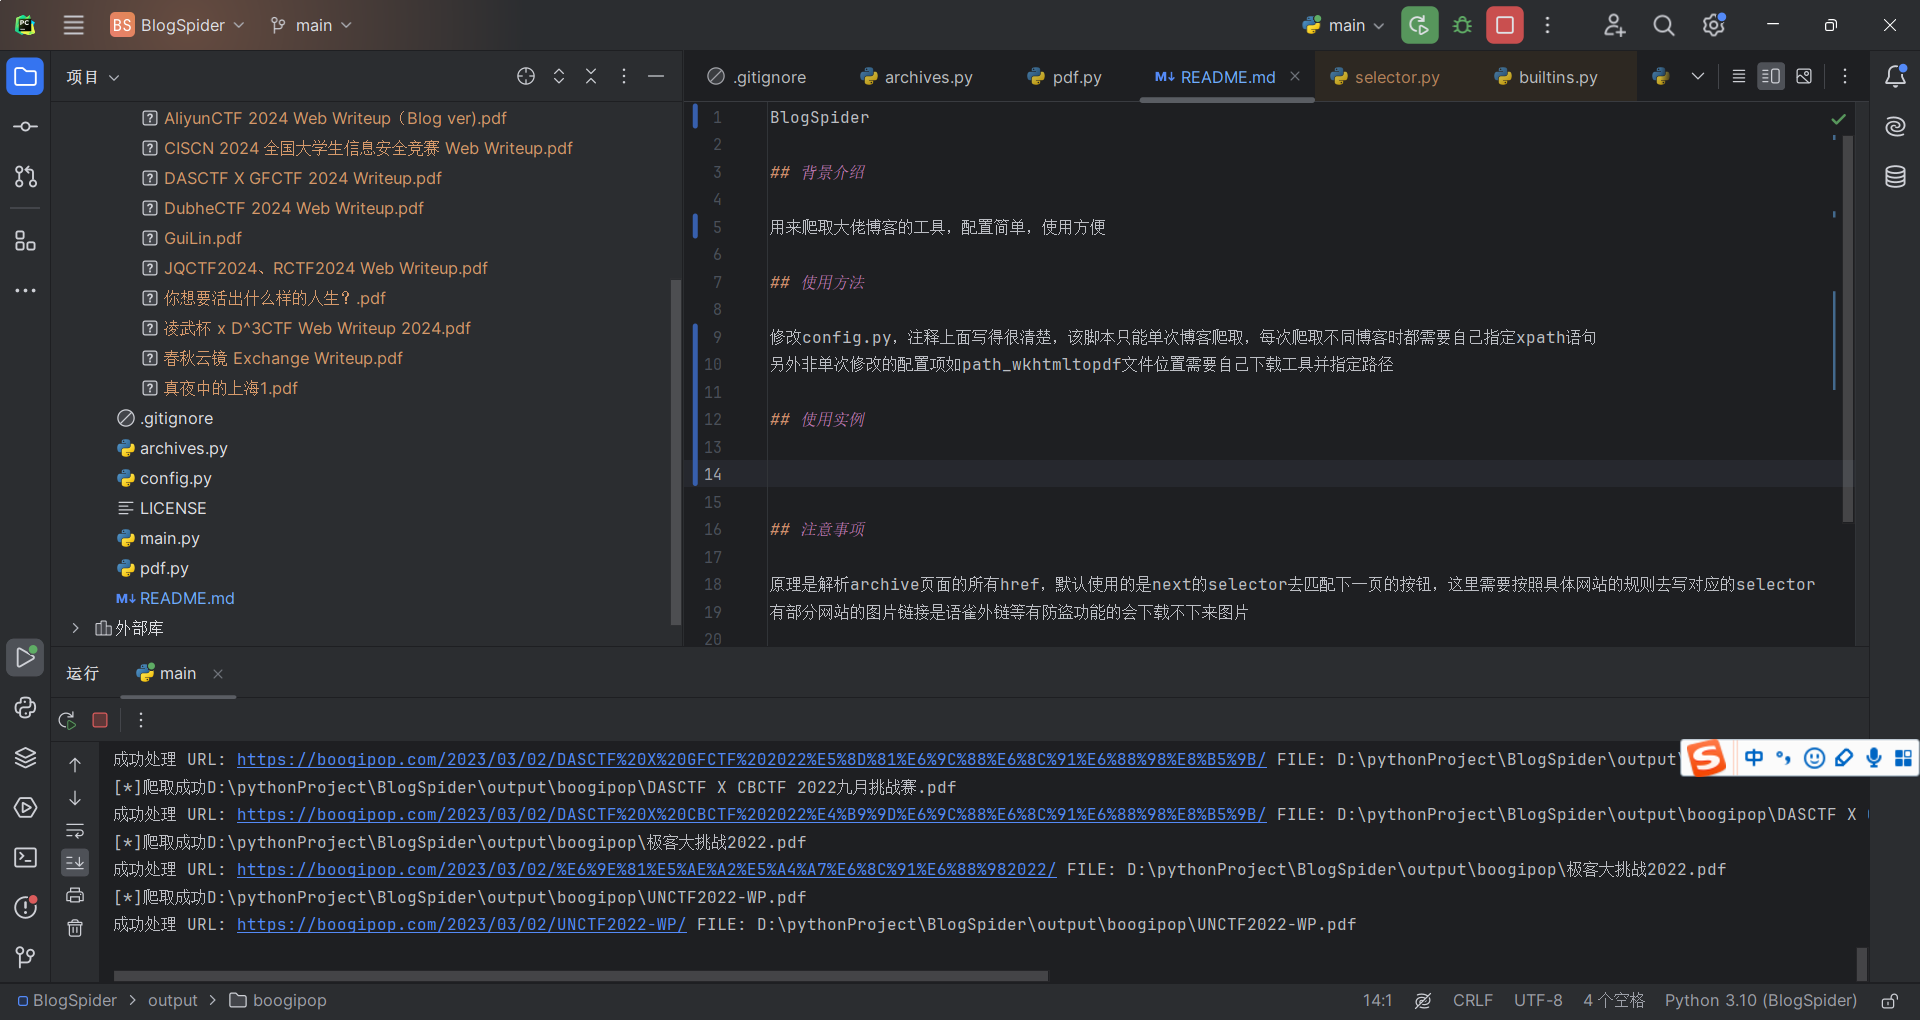 BS BlogSpider main
main
项目
.gitignore archives.py pdf.py README.md selector.py builtins.py
AliyunCTF 2024 Web Writeup（Blog ver).pdf
CISCN 2024 全国大学生信息安全竞赛 Web Writeup.pdf
DASCTF X GFCTF 2024 Writeup.pdf
DubheCTF 2024 Web Writeup.pdf
GuiLin.pdf
JQCTF2024、RCTF2024 Web Writeup.pdf
你想要活出什么样的人生？.pdf
凌武杯 x D^3CTF Web Writeup 2024.pdf
春秋云镜 Exchange Writeup.pdf
真夜中的上海1.pdf
.gitignore
archives.py
config.py
LICENSE
main.py
pdf.py
M↓ README.md
外部库
1 BlogSpider
2
3 ## 背景介绍
4
5 用来爬取大佬博客的工具，配置简单，使用方便
6
7 ## 使用方法
8
9 修改config.py，注释上面写得很清楚，该脚本只能单次博客爬取，每次爬取不同博客时都需要自己指定xpath语句
10 另外非单次修改的配置项如path_wkhtmltopdf文件位置需要自己下载工具并指定路径
11
12 ## 使用实例
13
14
15
16 ## 注意事项
17
18 原理是解析archive页面的所有href，默认使用的是next的selector去匹配下一页的按钮，这里需要按照具体网站的规则去写对应的selector
19 有部分网站的图片链接是语雀外链等有防盗功能的会下载不下来图片
20
运行 main
成功处理 URL: https://boogipop.com/2023/03/02/DASCTF%20X%20GFCTF%202022%E5%8D%81%E6%9C%88%E6%8C%91%E6%88%98%E8%B5%9B/ FILE: D:\pythonProject\BlogSpider\output\
[*]爬取成功D:\pythonProject\BlogSpider\output\boogipop\DASCTF X CBCTF 2022九月挑战赛.pdf
成功处理 URL: https://boogipop.com/2023/03/02/DASCTF%20X%20CBCTF%202022%E4%B9%9D%E6%9C%88%E6%8C%91%E6%88%98%E8%B5%9B/ FILE: D:\pythonProject\BlogSpider\output\boogipop\DASCTF X
[*]爬取成功D:\pythonProject\BlogSpider\output\boogipop\极客大挑战2022.pdf
成功处理 URL: https://boogipop.com/2023/03/02/%E6%9E%81%E5%AE%A2%E5%A4%A7%E6%8C%91%E6%88%982022/ FILE: D:\pythonProject\BlogSpider\output\boogipop\极客大挑战2022.pdf
[*]爬取成功D:\pythonProject\BlogSpider\output\boogipop\UNCTF2022-WP.pdf
成功处理 URL: https://boogipop.com/2023/03/02/UNCTF2022-WP/ FILE: D:\pythonProject\BlogSpider\output\boogipop\UNCTF2022-WP.pdf
中
BlogSpider > output > boogipop
14:1 CRLF UTF-8 4 个空格 Python 3.10 (BlogSpider)